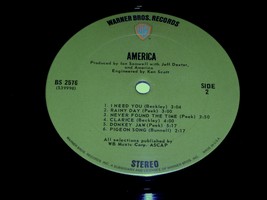 WARNER BROS. RECORDS
AMERICA
Produced by Ian Samwell with Jeff Dexter,
and America
Engineered by Ken Scott
BS 2576
SIDE
2
1. I NEED YOU (Beckley) 3:04
2. RAINY DAY (Peek) 3:00
3. NEVER FOUND THE TIME (Peek) 3:50
4. CLARICE (Beckley) 4:00
5. DONKEY JAW (Peek) 5:17
6. PIGEON SONG (Bunnell) 2:17
All selections published by
WB Music Corp. ASCAP
STEREO